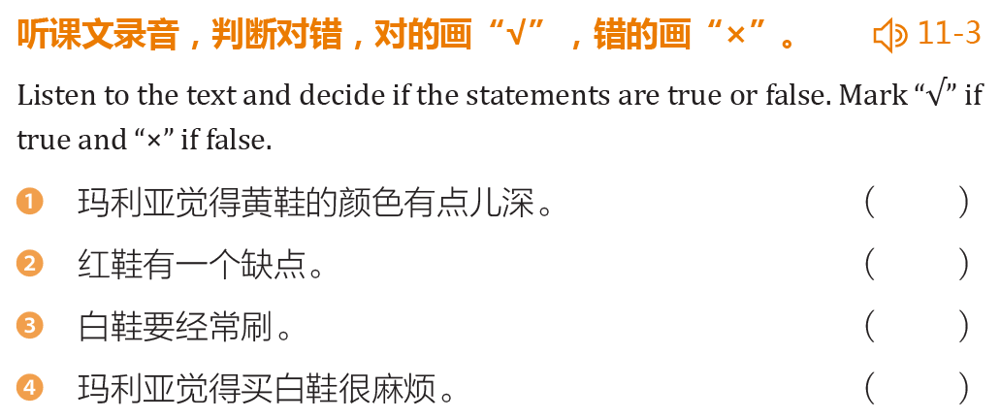 听课文录音，判断对错，对的画“√”，错的画“×”。 11-3
Listen to the text and decide if the statements are true or false. Mark “√” if
true and “×” if false.
1 玛利亚觉得黄鞋的颜色有点儿深。 （ ）
2 红鞋有一个缺点。 （ ）
3 白鞋要经常刷。 （ ）
4 玛利亚觉得买白鞋很麻烦。 （ ）